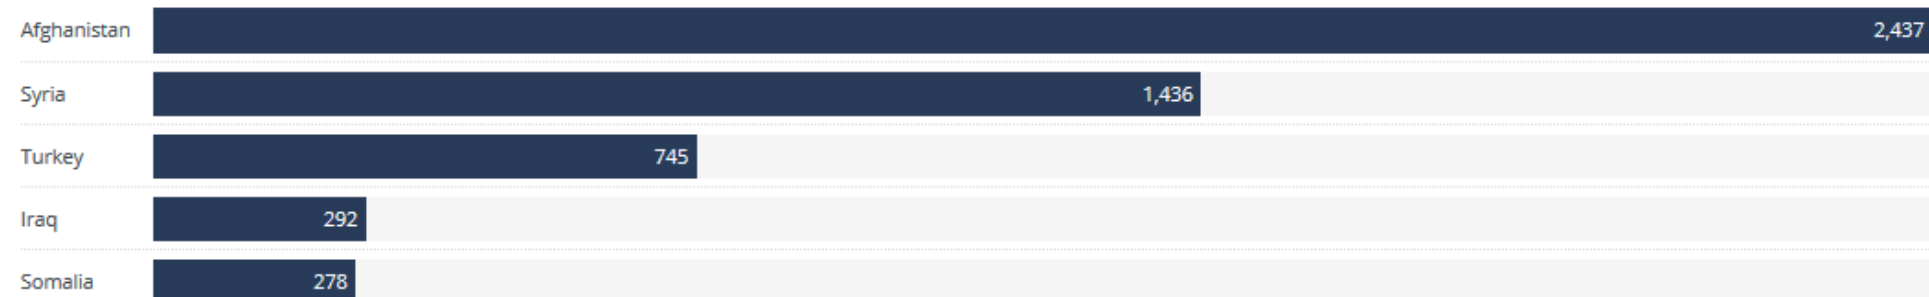 Afghanistan 2,437
Syria 1,436
Turkey 745
Iraq 292
Somalia 278